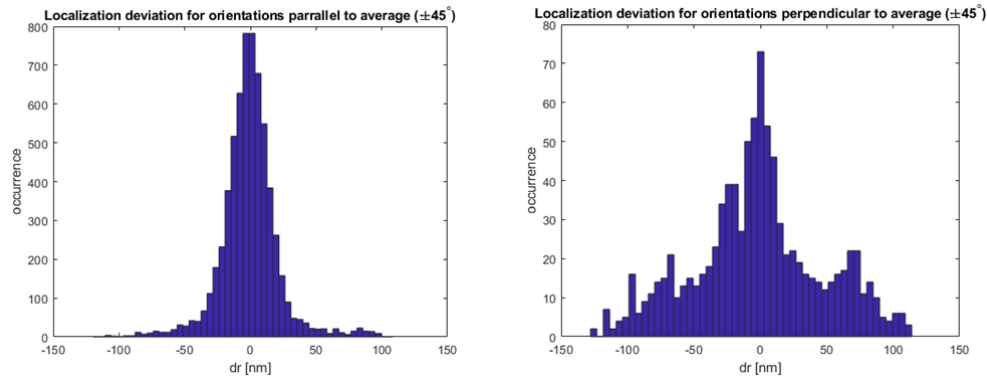 Localization deviation for orientations parrallel to average (±45°)
800
700
600
500
400
300
200
100
0
occurrence
-150 -100 -50 0 50 100 150
dr [nm]
Localization deviation for orientations perpendicular to average (±45°)
80
70
60
50
40
30
20
10
0
occurrence
-150 -100 -50 0 50 100 150
dr [nm]